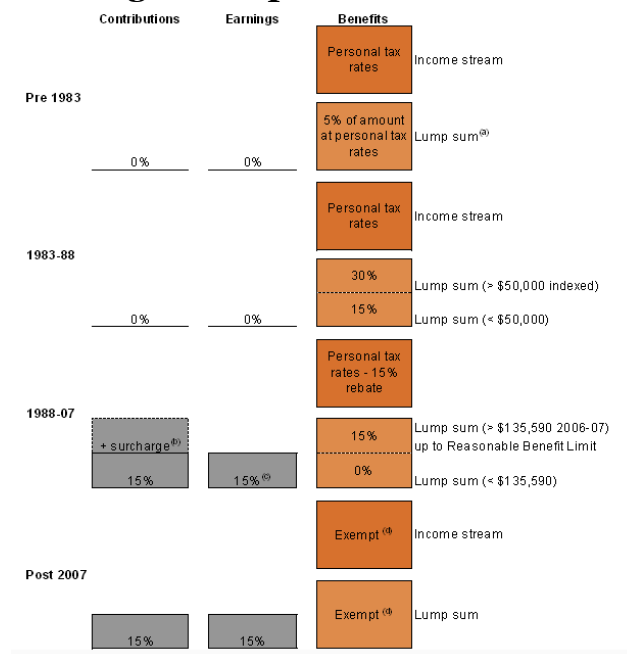 Contributions Earnings Benefits
Personal tax
rates
Income stream
Pre 1983
5% of amount
at personal tax
rates
Lump sum(a)
0% 0%
Personal tax
rates
Income stream
1983-88
30%
Lump sum (> $50,000 indexed)
15%
Lump sum (< $50,000)
0% 0%
Personal tax
rates - 15%
rebate
1988-07
+ surcharge(b)
15%
Lump sum (> $135,590 2006-07)
up to Reasonable Benefit Limit
15% 15%(c)
0%
Lump sum (< $135,590)
Exempt (d)
Income stream
Post 2007
Exempt (d)
Lump sum
15% 15%